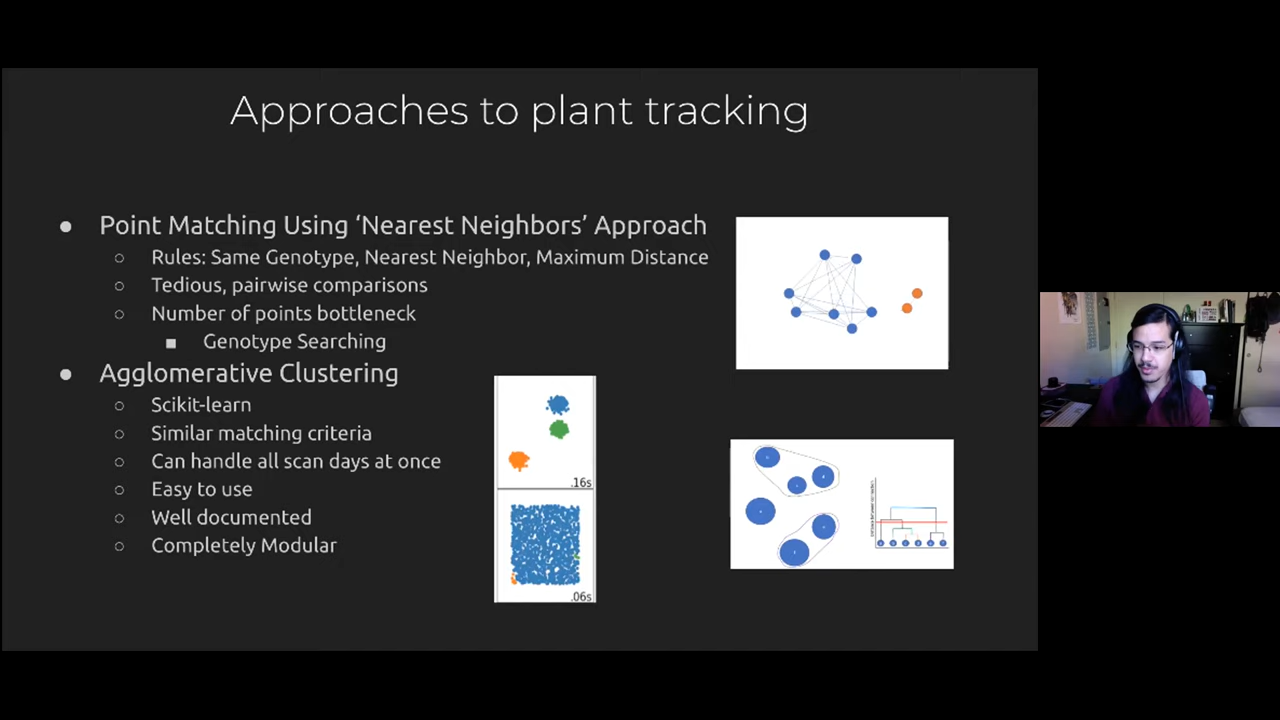 Approaches to plant tracking
● Point Matching Using ‘Nearest Neighbors’ Approach
○ Rules: Same Genotype, Nearest Neighbor, Maximum Distance
○ Tedious, pairwise comparisons
○ Number of points bottleneck
■ Genotype Searching
● Agglomerative Clustering
○ Scikit-learn
○ Similar matching criteria
○ Can handle all scan days at once
○ Easy to use
○ Well documented
○ Completely Modular
.16s
.06s